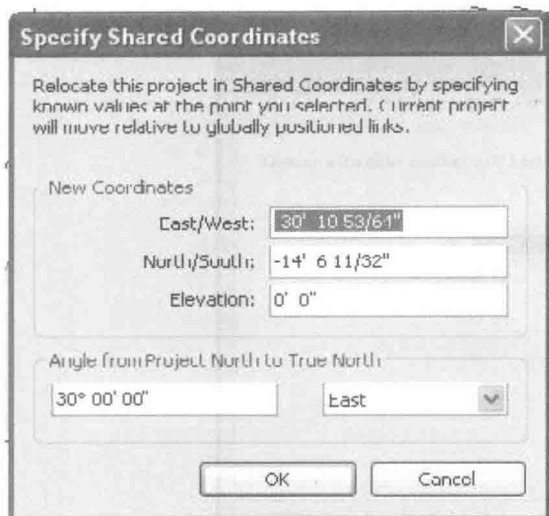 Specify Shared Coordinates
Relocate this project in Shared Coordinates by specifying
known values at the point you selected. Current project
will move relative to globally positioned links.
New Coordinates
East/West: 30' 10 53/64"
North/South: -14' 6 11/32"
Elevation: 0' 0"
Angle from Project North to True North
30° 00' 00" East
OK Cancel